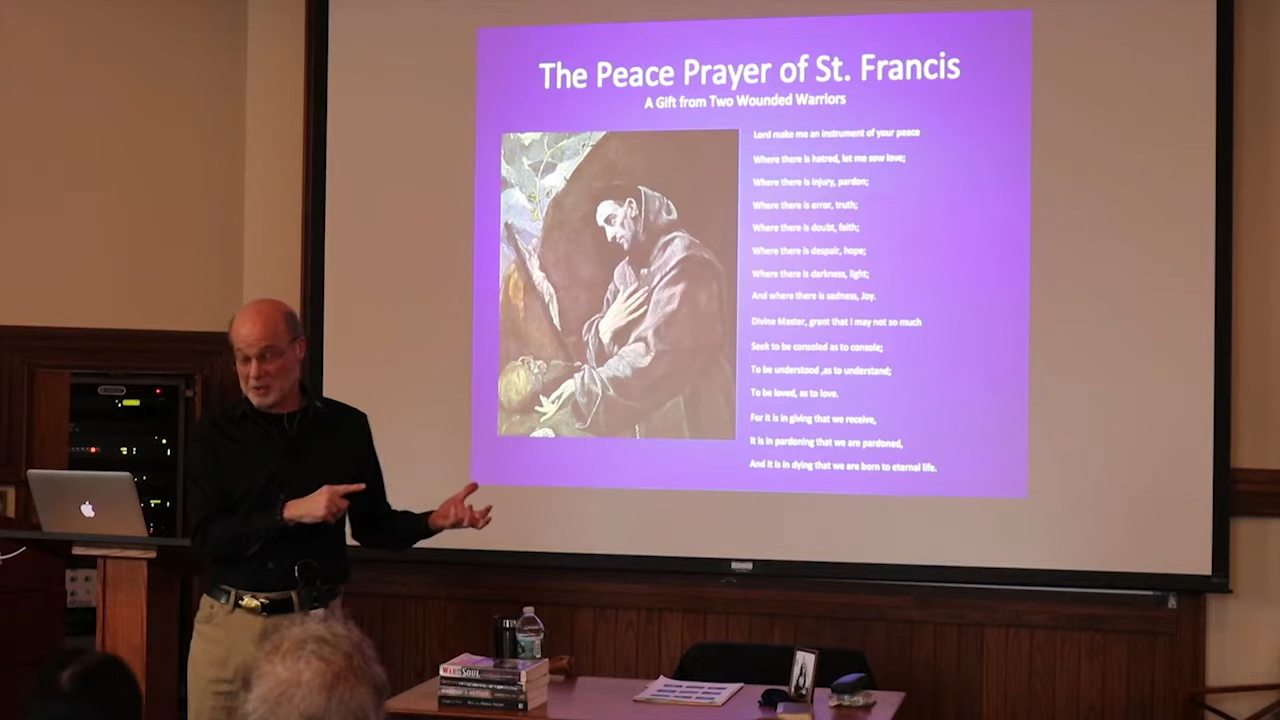 The Peace Prayer of St. Francis
A Gift from Two Wounded Warriors
Lord make me an instrument of your peace
Where there is hatred, let me sow love;
Where there is injury, pardon;
Where there is error, truth;
Where there is doubt, faith;
Where there is despair, hope;
Where there is darkness, light;
And where there is sadness, Joy.
Divine Master, grant that I may not so much
Seek to be consoled as to console;
To be understood ,as to understand;
To be loved, as to love.
For it is in giving that we receive,
It is in pardoning that we are pardoned,
And it is in dying that we are born to eternal life.
SOUL